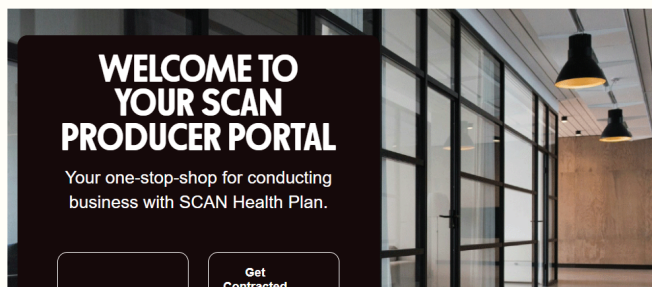 WELCOME TO
YOUR SCAN
PRODUCER PORTAL
Your one-stop-shop for conducting
business with SCAN Health Plan.
Get
Contracted